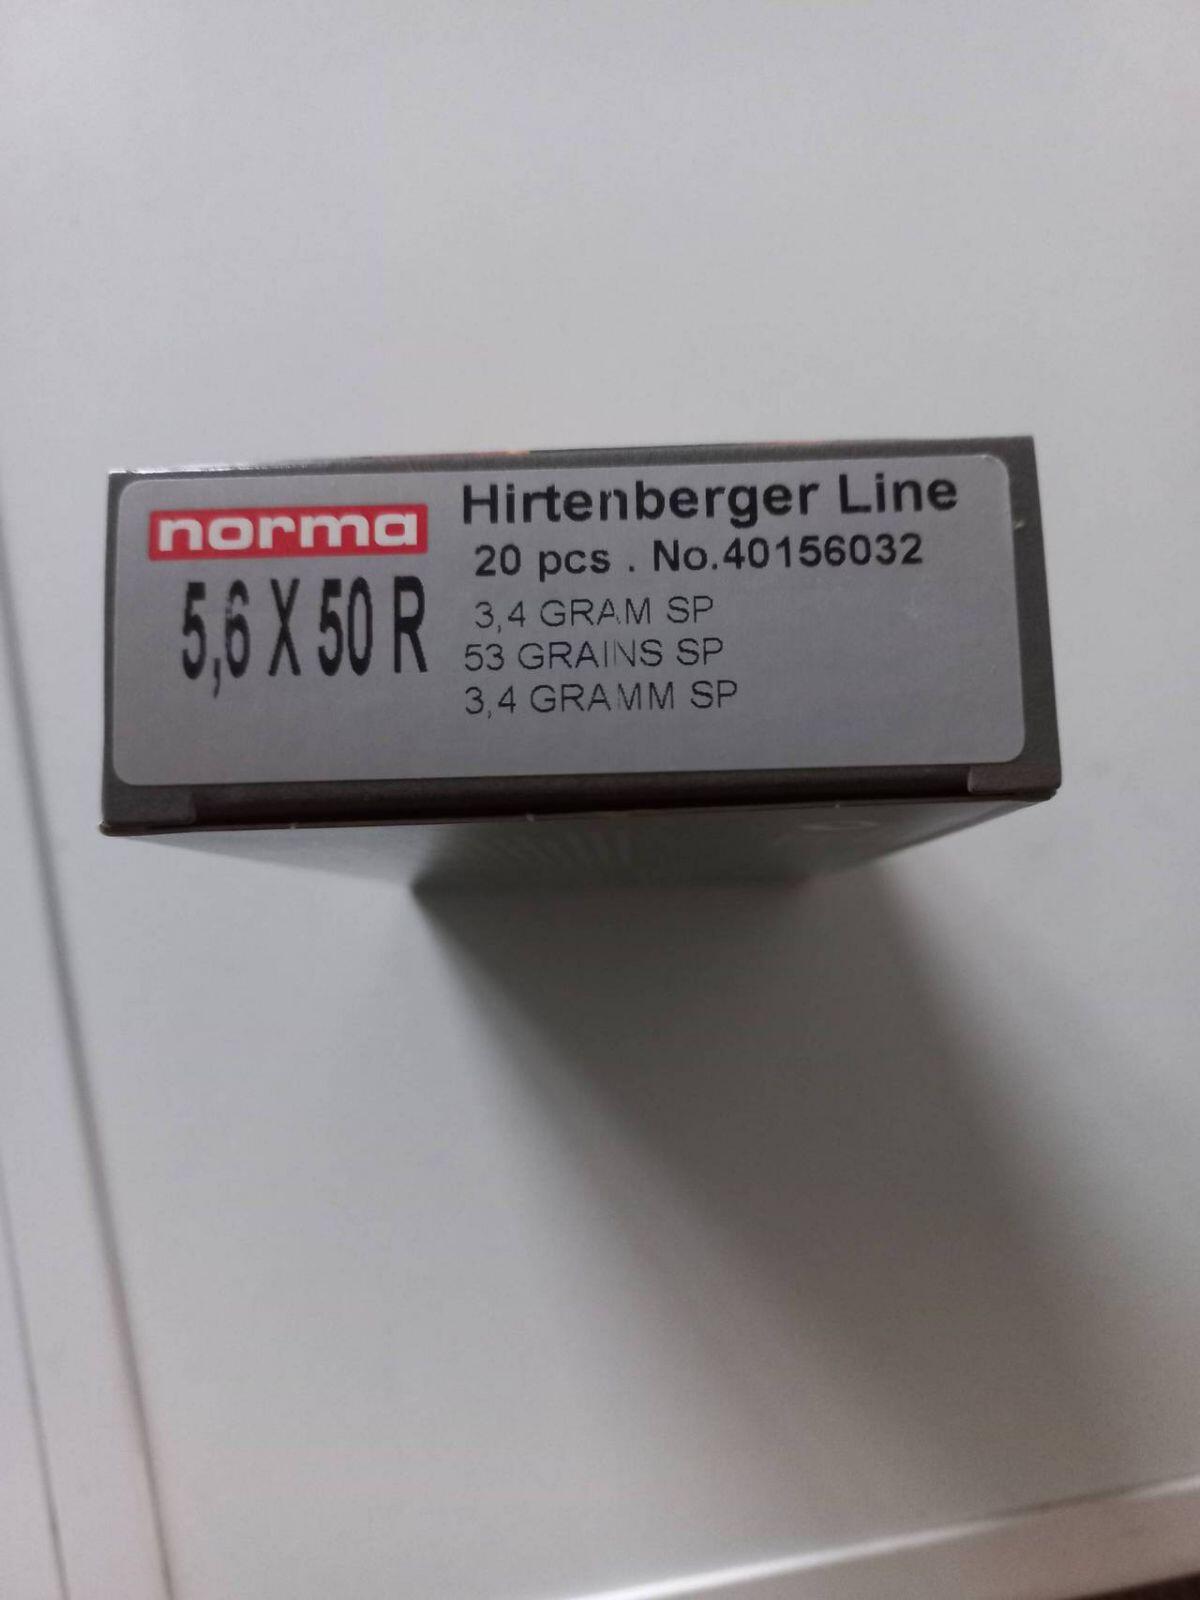 norma
5,6 X 50 R
Hirtenberger Line
20 pcs . No.40156032
3,4 GRAM SP
53 GRAINS SP
3,4 GRAMM SP